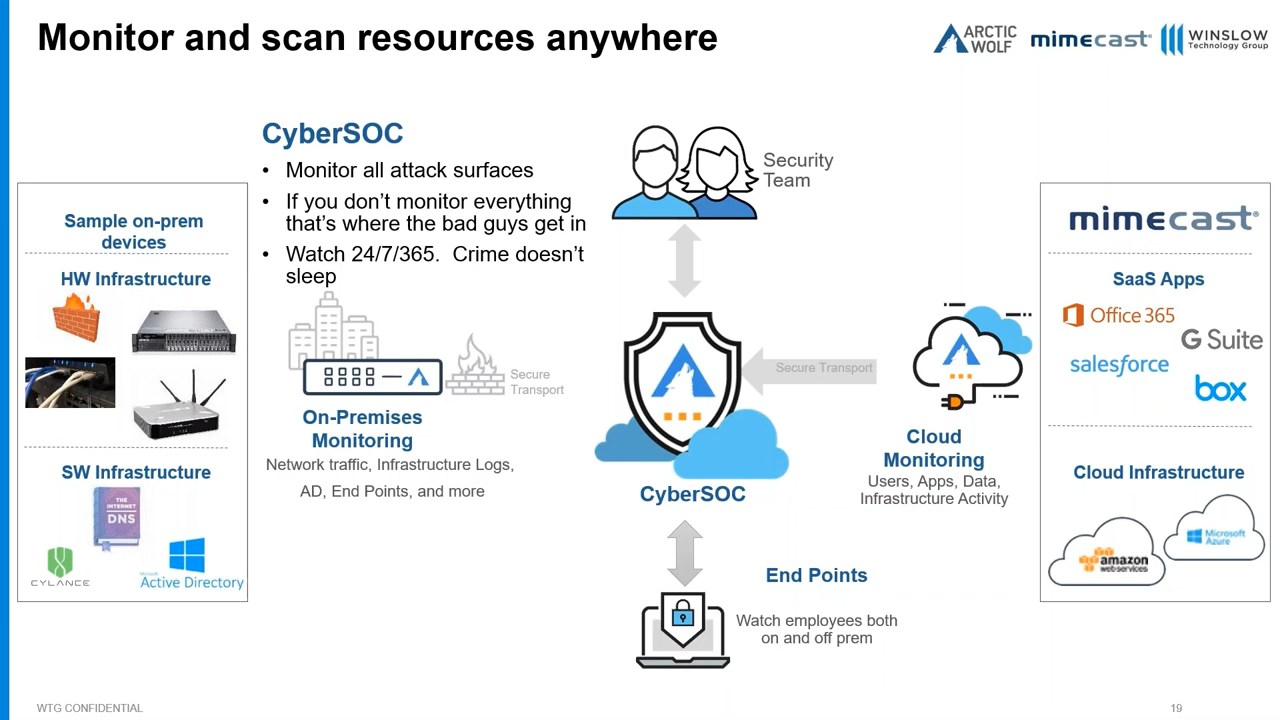 Monitor and scan resources anywhere
ARCTIC
WOLF
mimecast®
WINSLOW
Technology Group
CyberSOC
• Monitor all attack surfaces
• If you don’t monitor everything
that’s where the bad guys get in
• Watch 24/7/365.  Crime doesn’t
sleep
Security
Team
Sample on-prem
devices
HW Infrastructure
SW Infrastructure
THE
INTERNET
DNS
CYLANCE
Microsoft
Active Directory
Secure
Transport
On-Premises
Monitoring
Network traffic, Infrastructure Logs,
AD, End Points, and more
CyberSOC
Secure Transport
Cloud
Monitoring
Users, Apps, Data,
Infrastructure Activity
End Points
Watch employees both
on and off prem
mimecast®
SaaS Apps
Office 365
G Suite
salesforce
box
Cloud Infrastructure
Microsoft
Azure
amazon
webservices
WTG CONFIDENTIAL
19